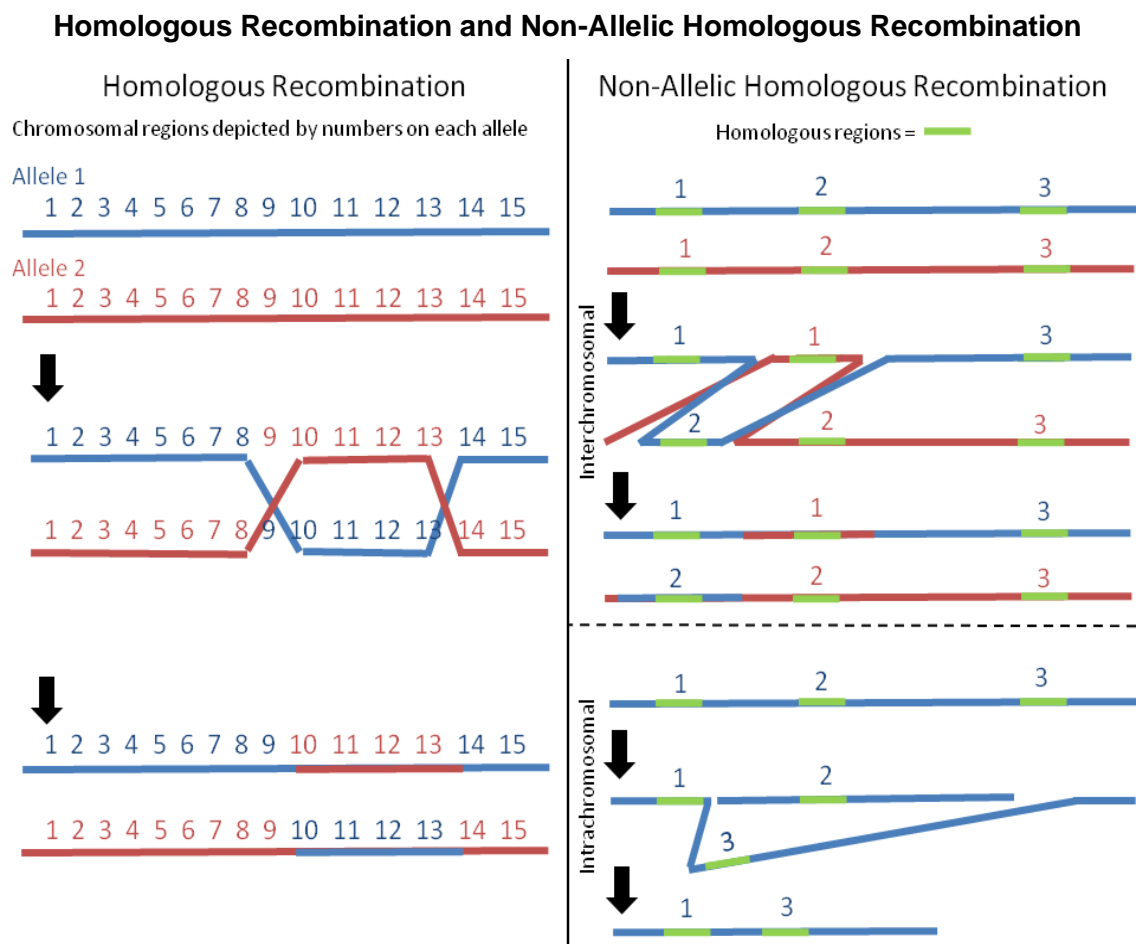 Homologous Recombination and Non-Allelic Homologous Recombination
Homologous Recombination
Chromosomal regions depicted by numbers on each allele
Allele 1
1 2 3 4 5 6 7 8 9 10 11 12 13 14 15
Allele 2
1 2 3 4 5 6 7 8 9 10 11 12 13 14 15
1 2 3 4 5 6 7 8 9 10 11 12 13 14 15
1 2 3 4 5 6 7 8 9 10 11 12 13 14 15
1 2 3 4 5 6 7 8 9 10 11 12 13 14 15
1 2 3 4 5 6 7 8 9 10 11 12 13 14 15
Non-Allelic Homologous Recombination
Homologous regions =
1 2 3
1 2 3
Interchromosomal
1 1 3
2 2 3
1 1 3
2 2 3
Intrachromosomal
1 2 3
1 2
3
1 3